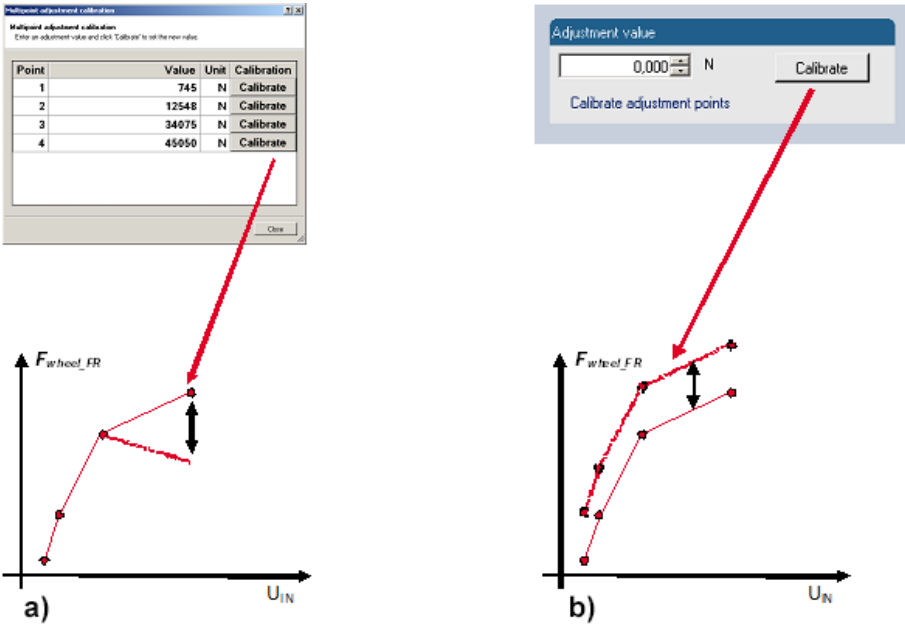 Multipoint adjustment calibration
Multipoint adjustment calibration
Enter an adjustment value and click 'Calibrate' to set the new value.
Point Value Unit Calibration
1 745 N Calibrate
2 12548 N Calibrate
3 34075 N Calibrate
4 45050 N Calibrate
Close
Adjustment value
0,000 N Calibrate
Calibrate adjustment points
Fwheel_FR
UIN
a)
Fwheel_FR
UIN
b)